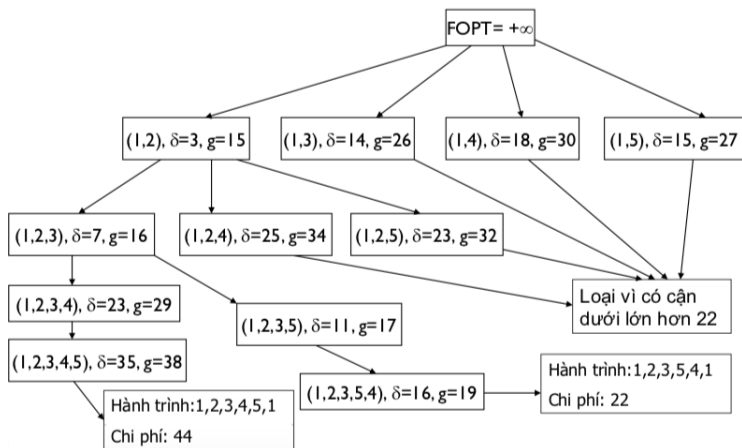 FOPT= +∞
(1,2), δ=3, g=15
(1,3), δ=14, g=26
(1,4), δ=18, g=30
(1,5), δ=15, g=27
(1,2,3), δ=7, g=16
(1,2,4), δ=25, g=34
(1,2,5), δ=23, g=32
(1,2,3,4), δ=23, g=29
(1,2,3,5), δ=11, g=17
Loại vì có cận
dưới lớn hơn 22
(1,2,3,4,5), δ=35, g=38
(1,2,3,5,4), δ=16, g=19
Hành trình:1,2,3,5,4,1
Chi phí: 22
Hành trình:1,2,3,4,5,1
Chi phí: 44